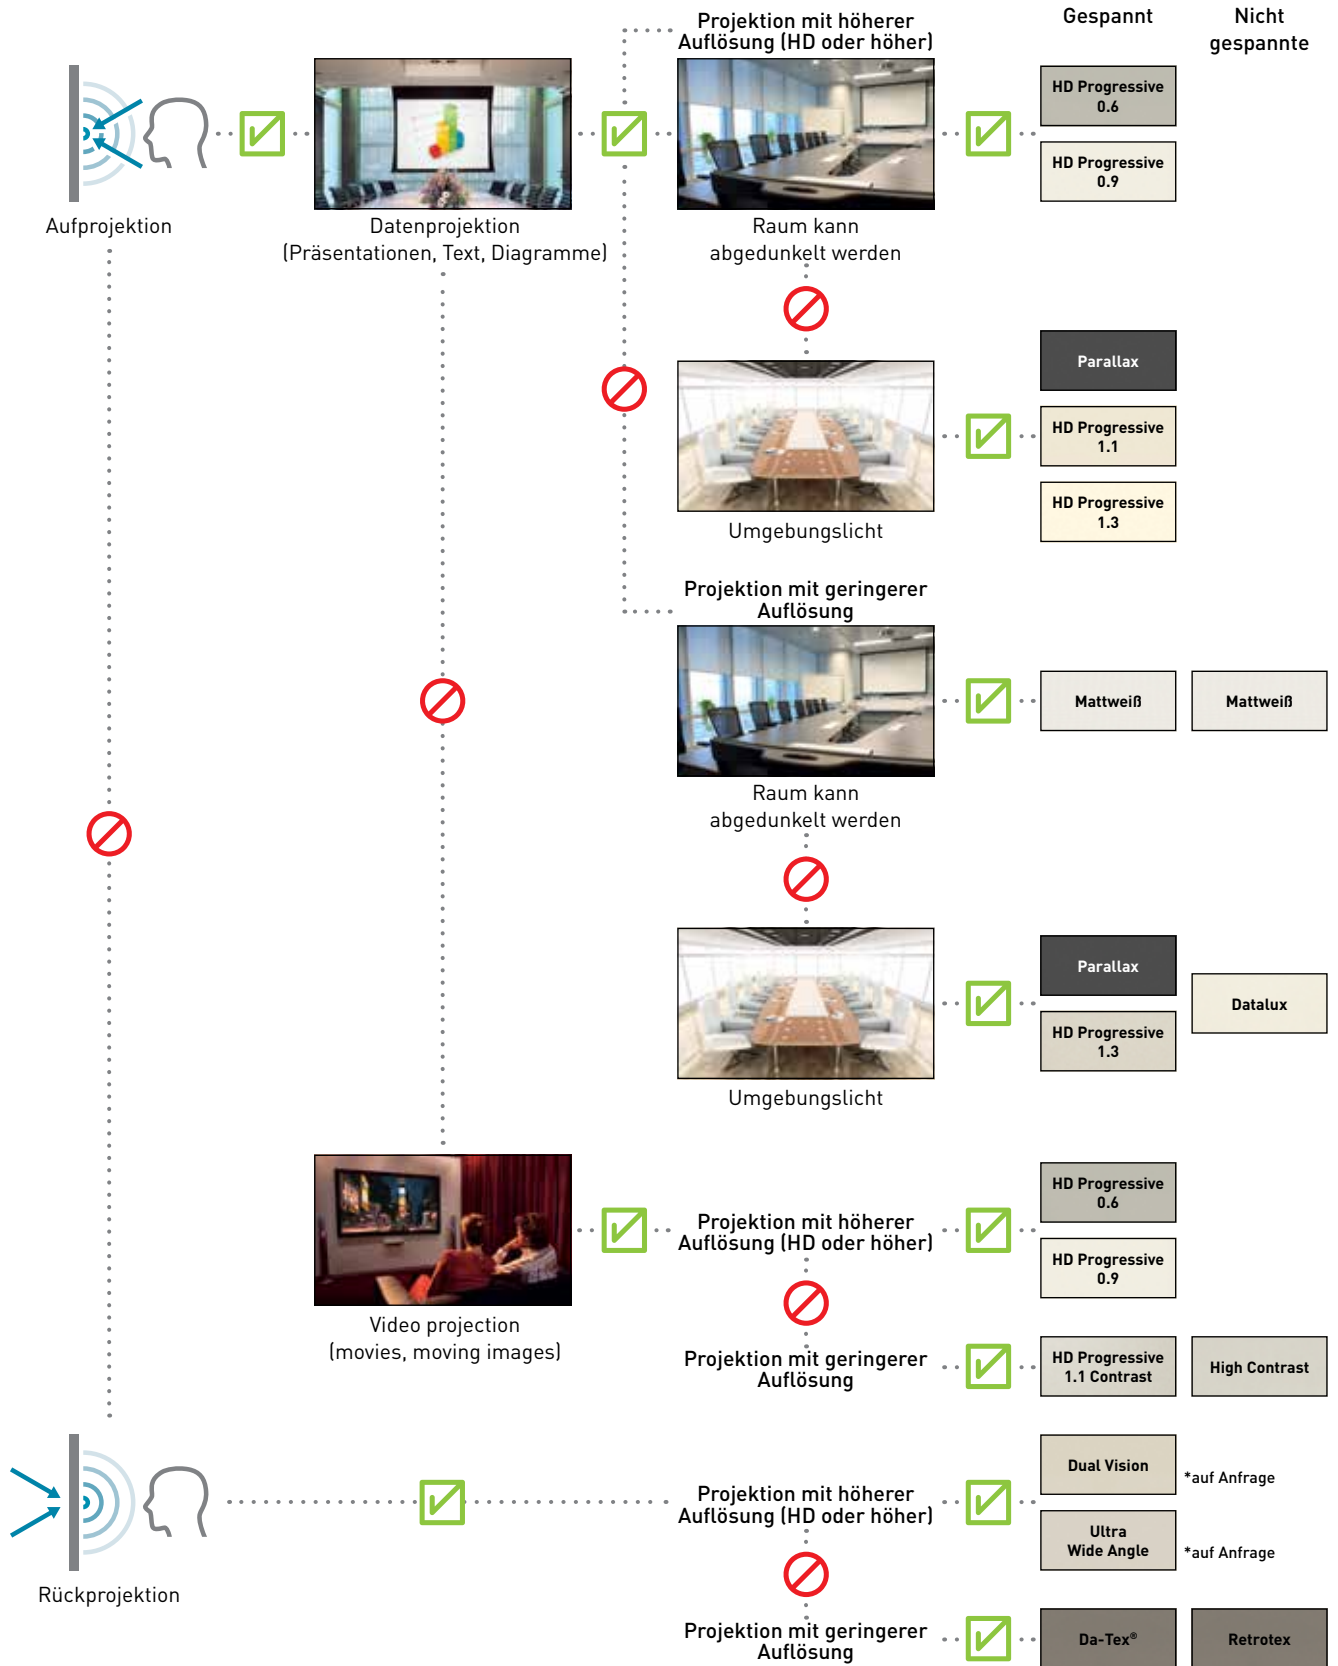 Gespannt
Nicht
gespannte
Projektion mit höherer
Auflösung (HD oder höher)
HD Progressive
0.6
HD Progressive
0.9
Aufprojektion
Datenprojektion
(Präsentationen, Text, Diagramme)
Raum kann
abgedunkelt werden
Parallax
HD Progressive
1.1
HD Progressive
1.3
Umgebungslicht
Projektion mit geringerer
Auflösung
Mattweiß
Mattweiß
Raum kann
abgedunkelt werden
Parallax
HD Progressive
1.3
Datalux
Umgebungslicht
Projektion mit höherer
Auflösung (HD oder höher)
HD Progressive
0.6
HD Progressive
0.9
Video projection
(movies, moving images)
Projektion mit geringerer
Auflösung
HD Progressive
1.1 Contrast
High Contrast
Rückprojektion
Projektion mit höherer
Auflösung (HD oder höher)
Dual Vision
*auf Anfrage
Ultra
Wide Angle
*auf Anfrage
Projektion mit geringerer
Auflösung
Da-Tex®
Retrotex